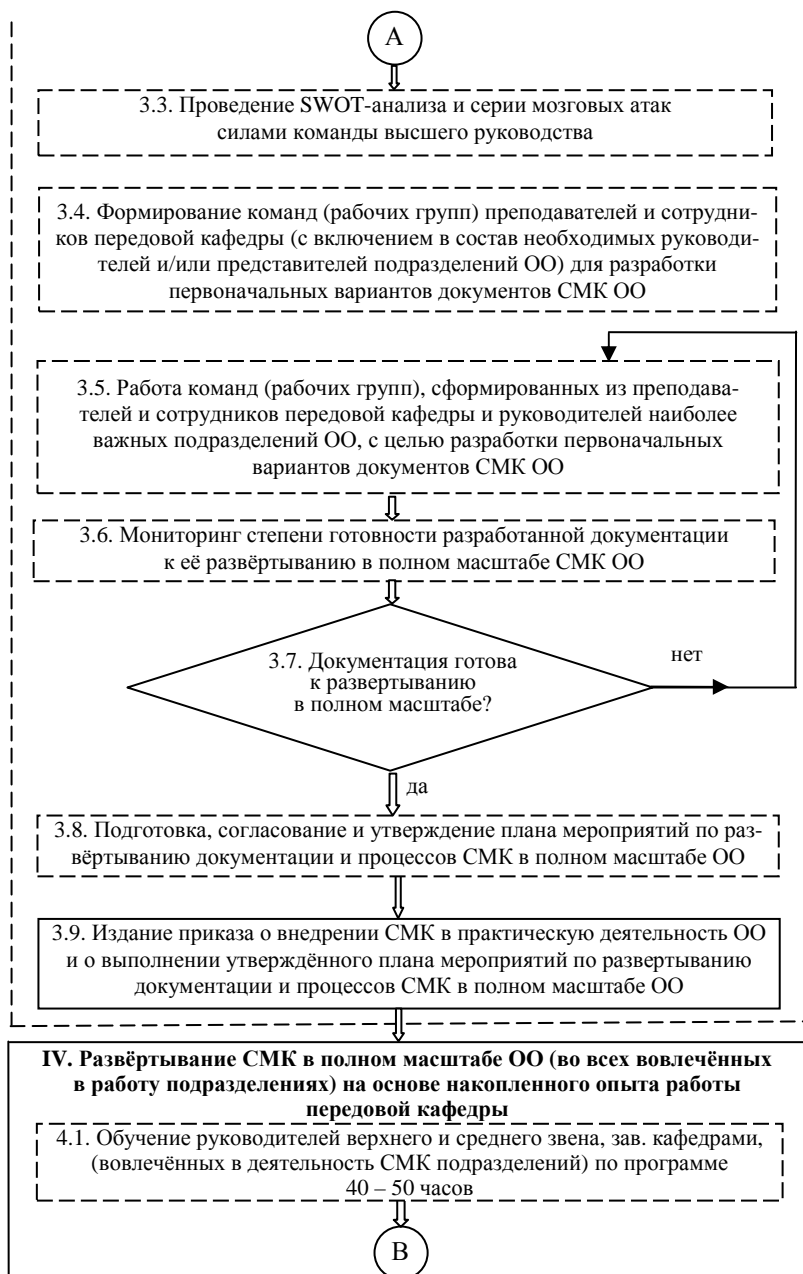 А
3.3. Проведение SWOT-анализа и серии мозговых атак
силами команды высшего руководства
3.4. Формирование команд (рабочих групп) преподавателей и сотрудни-
ков передовой кафедры (с включением в состав необходимых руководи-
телей и/или представителей подразделений ОО) для разработки
первоначальных вариантов документов СМК ОО
3.5. Работа команд (рабочих групп), сформированных из преподава-
телей и сотрудников передовой кафедры и руководителей наиболее
важных подразделений ОО, с целью разработки первоначальных
вариантов документов СМК ОО
3.6. Мониторинг степени готовности разработанной документации
к её развёртыванию в полном масштабе СМК ОО
3.7. Документация готова
к развертыванию
в полном масштабе?
нет
да
3.8. Подготовка, согласование и утверждение плана мероприятий по раз-
вёртыванию документации и процессов СМК в полном масштабе ОО
3.9. Издание приказа о внедрении СМК в практическую деятельность ОО
и о выполнении утверждённого плана мероприятий по развертыванию
документации и процессов СМК в полном масштабе ОО
IV. Развёртывание СМК в полном масштабе ОО (во всех вовлечённых
в работу подразделениях) на основе накопленного опыта работы
передовой кафедры
4.1. Обучение руководителей верхнего и среднего звена, зав. кафедрами,
(вовлечённых в деятельность СМК подразделений) по программе
40 – 50 часов
В